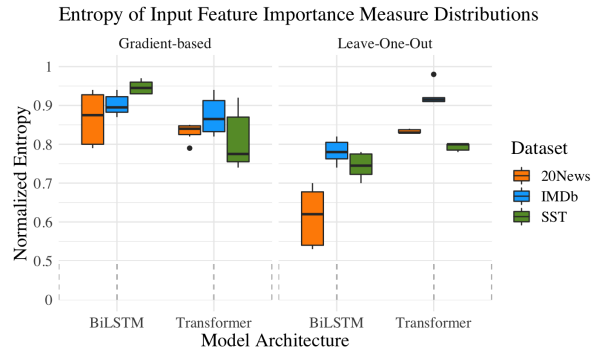 Entropy of Input Feature Importance Measure Distributions
Gradient-based
Leave-One-Out
Normalized Entropy
1
0.9
0.8
0.7
0.6
0.5
0
BiLSTM
Transformer
BiLSTM
Transformer
Model Architecture
Dataset
20News
IMDb
SST